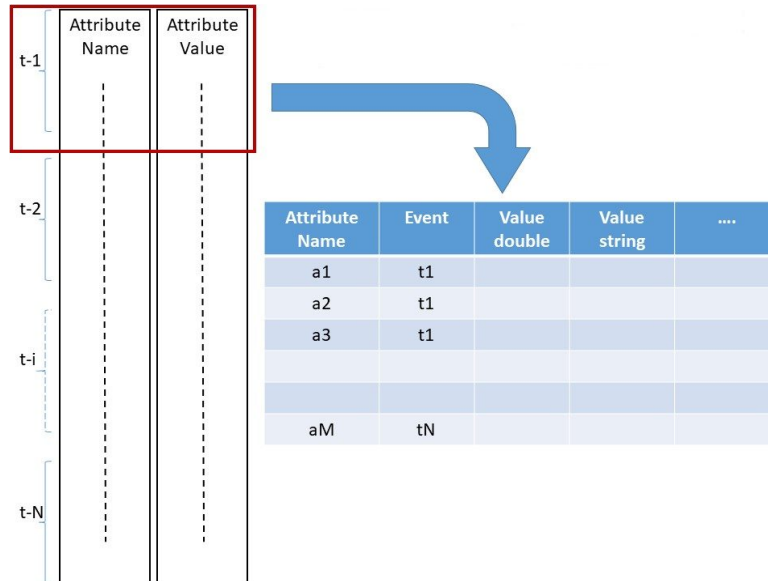 Attribute Name
Attribute Value
t-1
t-2
t-i
t-N
Attribute Name Event Value double Value string ....
a1 t1
a2 t1
a3 t1
aM tN